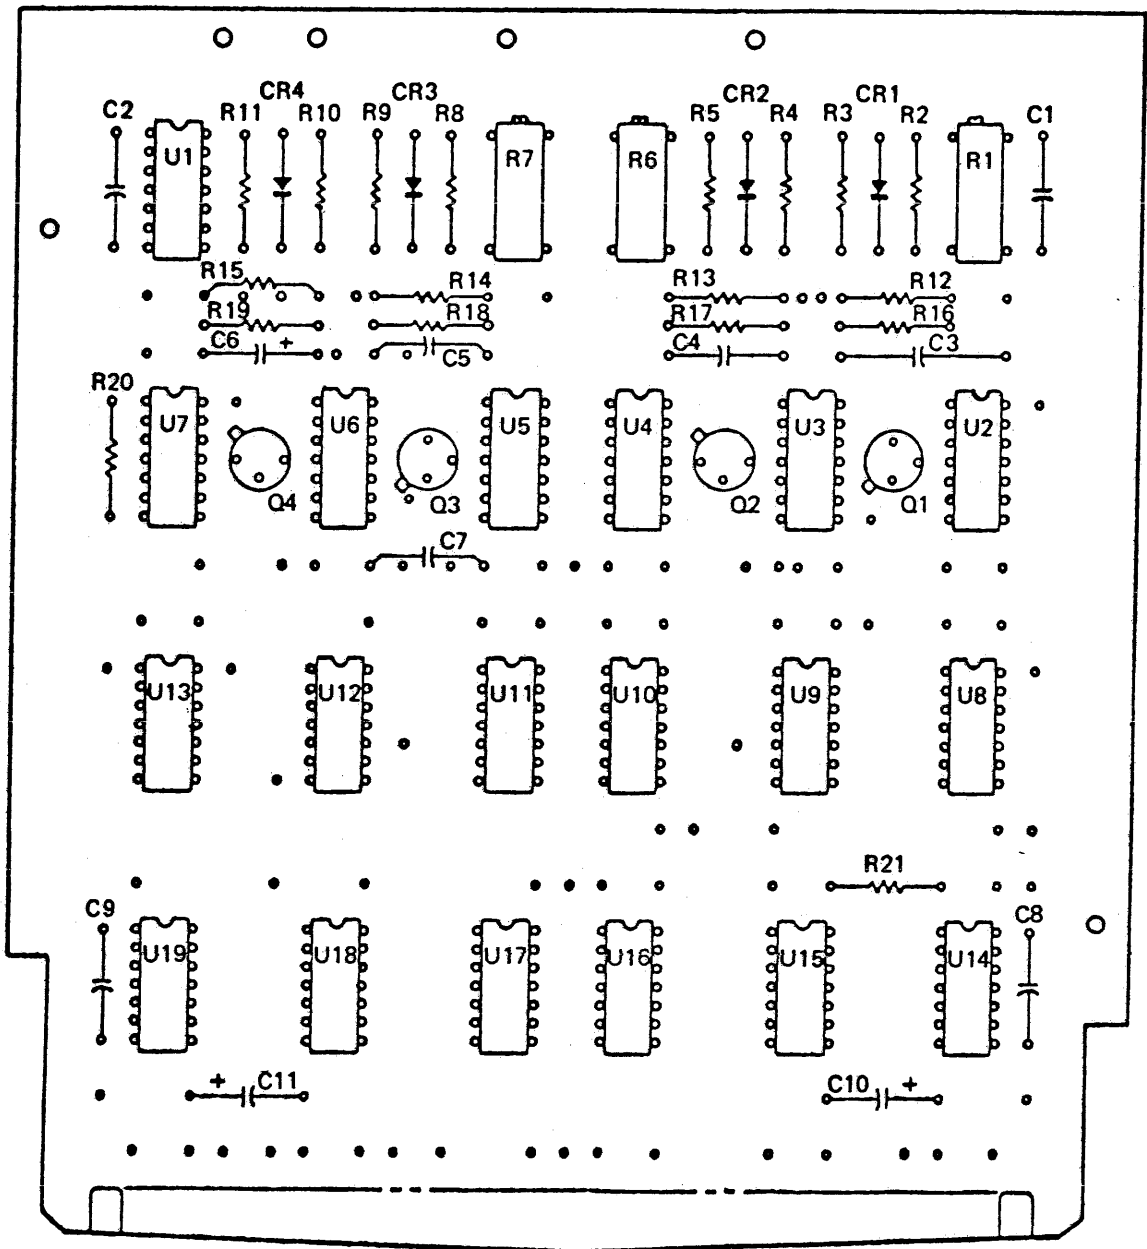 CR4 CR3 CR2 CR1
C2 R11 R10 R9 R8 R5 R4 R3 R2 C1
U1 R7 R6 R1
R15 R14 R13 R12
R19 R18 R17 R16
C6 + C5 C4 C3
R20
U7 U6 U5 U4 U3 U2
Q4 Q3 Q2 Q1
C7
U13 U12 U11 U10 U9 U8
R21
C9 C8
U19 U18 U17 U16 U15 U14
+ C11 C10 +